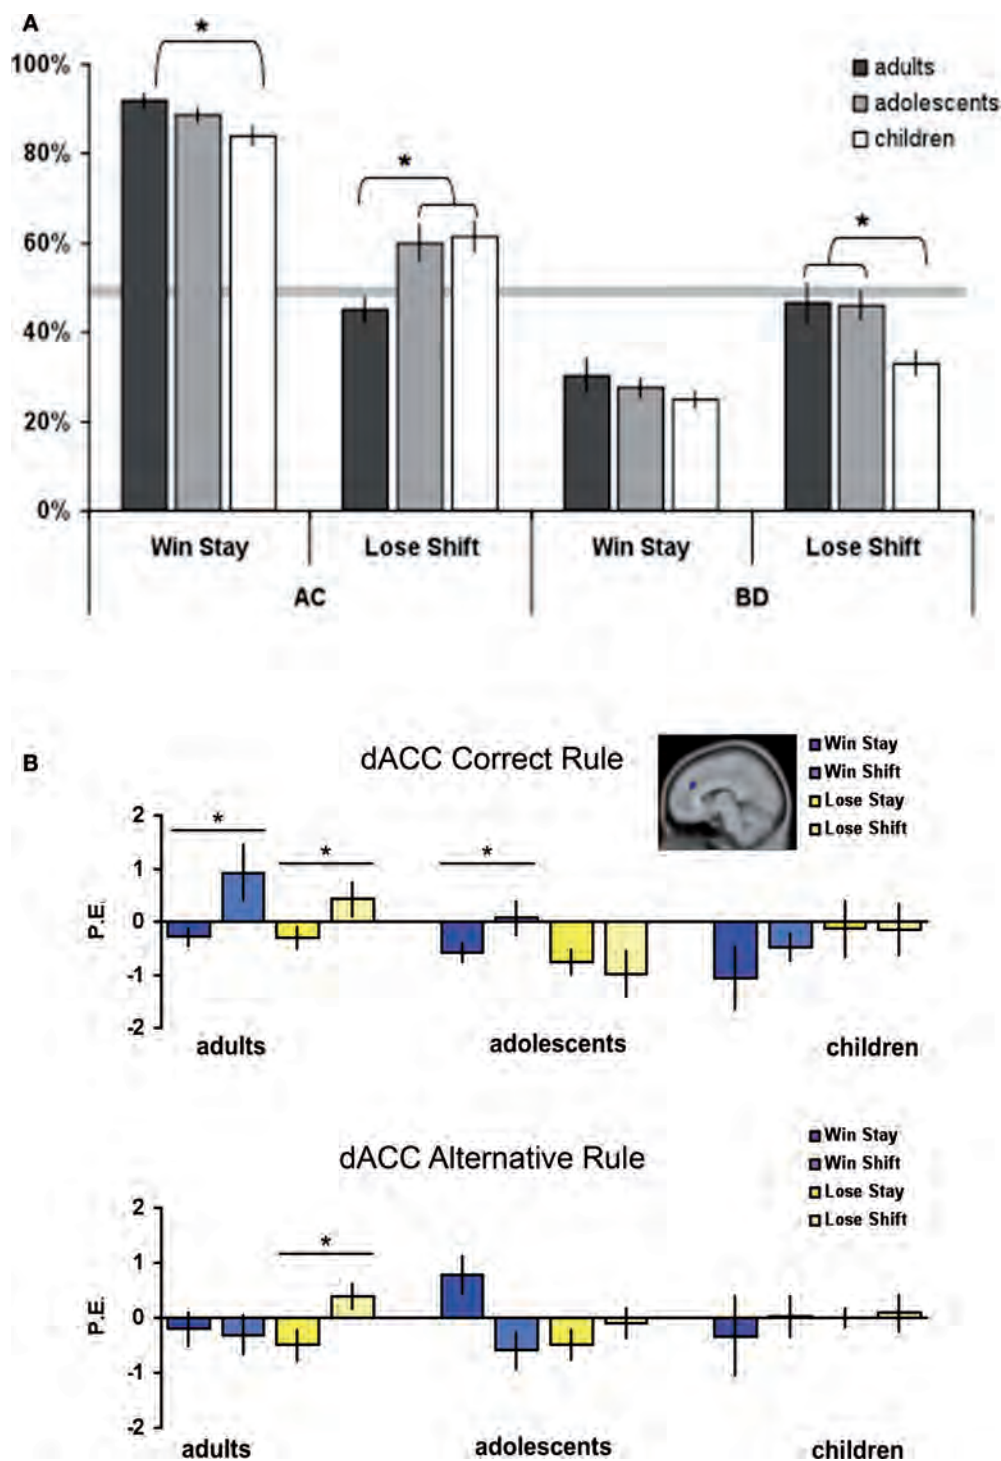 A
*
100%
adults
adolescents
80%
children
*
*
60%
40%
20%
0%
Win Stay Lose Shift Win Stay Lose Shift
AC BD
B
dACC Correct Rule
Win Stay
Win Shift
Lose Stay
Lose Shift
2
*
*
*
1
P.E.
0
-1
-2
adults adolescents children
dACC Alternative Rule
Win Stay
Win Shift
Lose Stay
Lose Shift
2
*
1
P.E.
0
-1
-2
adults adolescents children